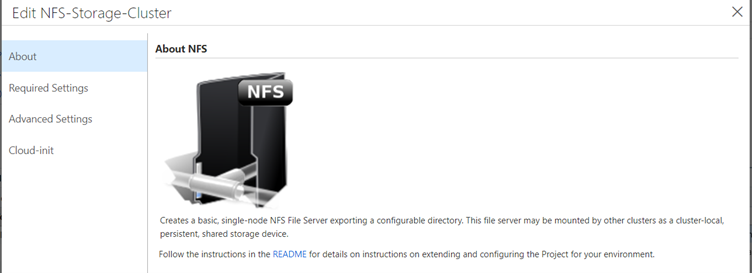 Edit NFS-Storage-Cluster
About
Required Settings
Advanced Settings
Cloud-init
About NFS
NFS
Creates a basic, single-node NFS File Server exporting a configurable directory. This file server may be mounted by other clusters as a cluster-local,
persistent, shared storage device.
Follow the instructions in the README for details on instructions on extending and configuring the Project for your environment.